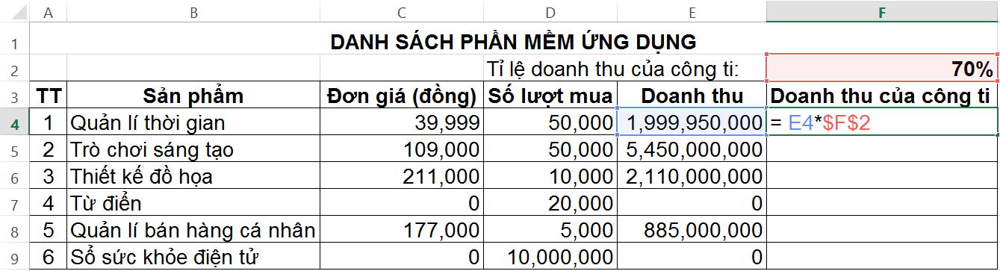 A B C D E F
1 DANH SÁCH PHẦN MỀM ỨNG DỤNG
2 Tỉ lệ doanh thu của công ti: 70%
3 TT Sản phẩm Đơn giá (đồng) Số lượt mua Doanh thu Doanh thu của công ti
4 1 Quản lí thời gian 39,999 50,000 1,999,950,000 = E4*$F$2
5 2 Trò chơi sáng tạo 109,000 50,000 5,450,000,000
6 3 Thiết kế đồ họa 211,000 10,000 2,110,000,000
7 4 Từ điển 0 20,000 0
8 5 Quản lí bán hàng cá nhân 177,000 5,000 885,000,000
9 6 Sổ sức khỏe điện tử 0 10,000,000 0